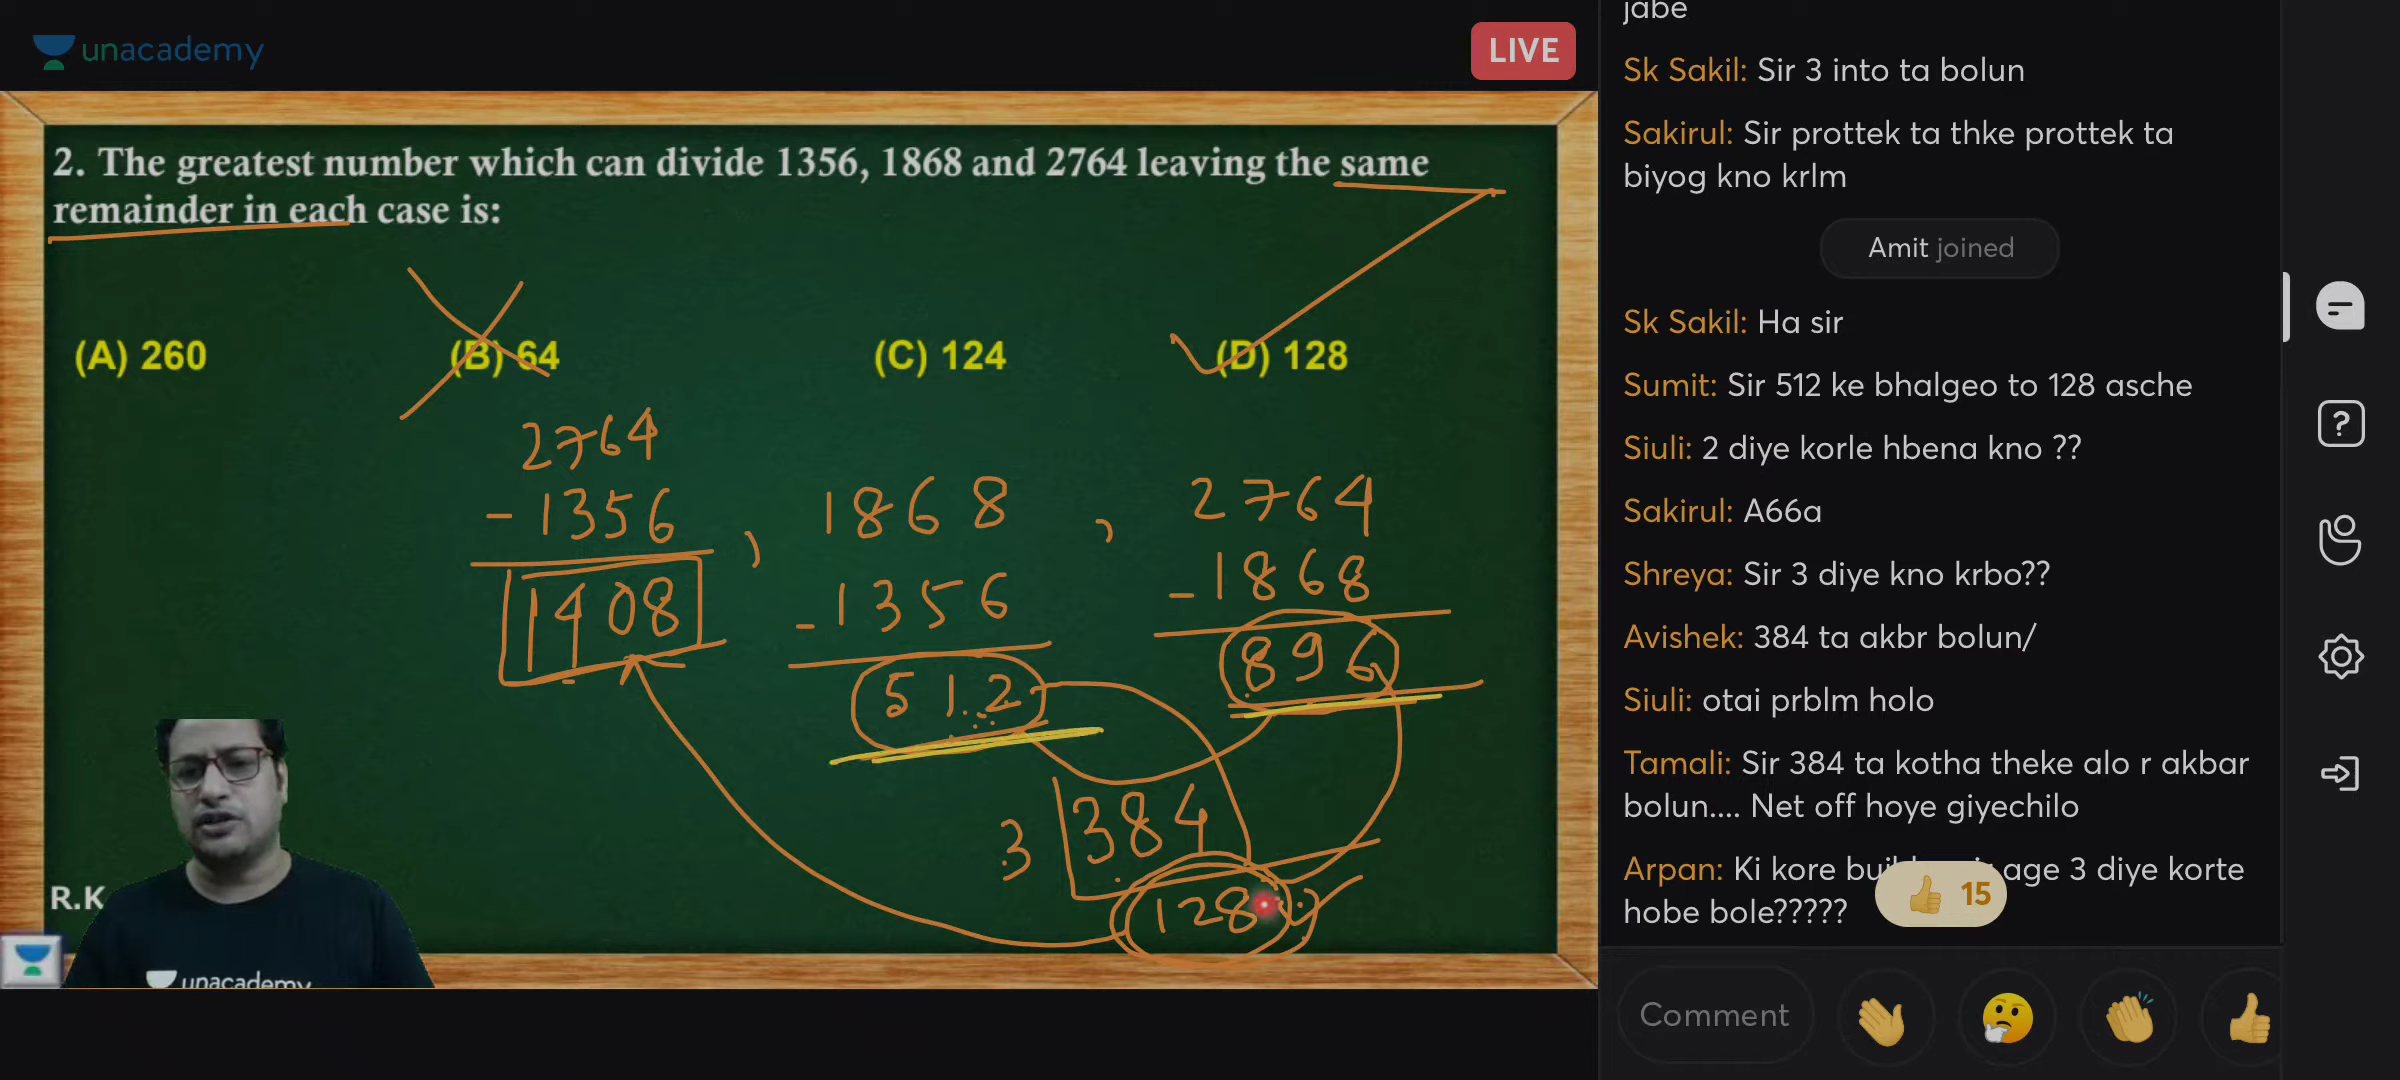 unacademy
LIVE
2. The greatest number which can divide 1356, 1868 and 2764 leaving the same
remainder in each case is:
(A) 260 (B) 64 (C) 124 (D) 128
2764
- 1356
1408
,
1868
- 1356
512
,
2764
- 1868
896
3 384
128
R.K
unacademy
jabe
Sk Sakil: Sir 3 into ta bolun
Sakirul: Sir prottek ta thke prottek ta
biyog kno krlm
Amit joined
Sk Sakil: Ha sir
Sumit: Sir 512 ke bhalgeo to 128 asche
Siuli: 2 diye korle hbena kno ??
Sakirul: A66a
Shreya: Sir 3 diye kno krbo??
Avishek: 384 ta akbr bolun/
Siuli: otai prblm holo
Tamali: Sir 384 ta kotha theke alo r akbar
bolun.... Net off hoye giyechilo
Arpan: Ki kore age 3 diye korte
hobe bole?????
15
Comment